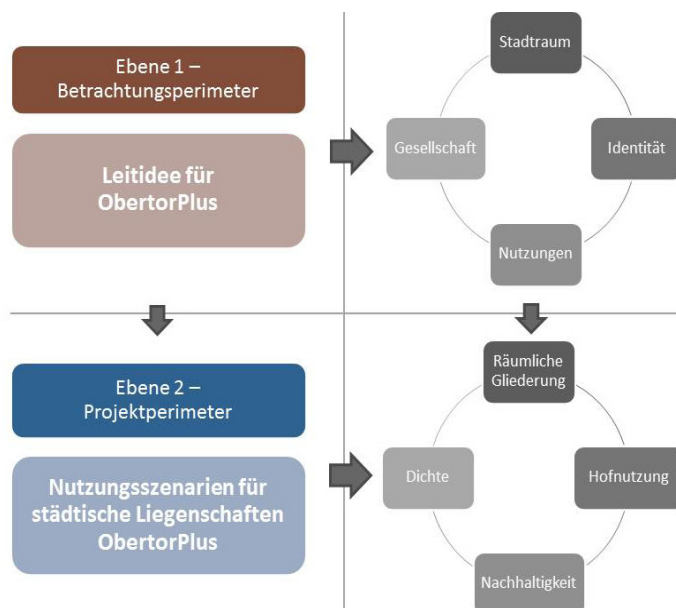 Ebene 1 –
Betrachtungsperimeter
Leitidee für
ObertorPlus
Stadtraum
Gesellschaft
Identität
Nutzungen
Ebene 2 –
Projektperimeter
Nutzungsszenarien für
städtische Liegenschaften
ObertorPlus
Räumliche
Gliederung
Dichte
Hofnutzung
Nachhaltigkeit